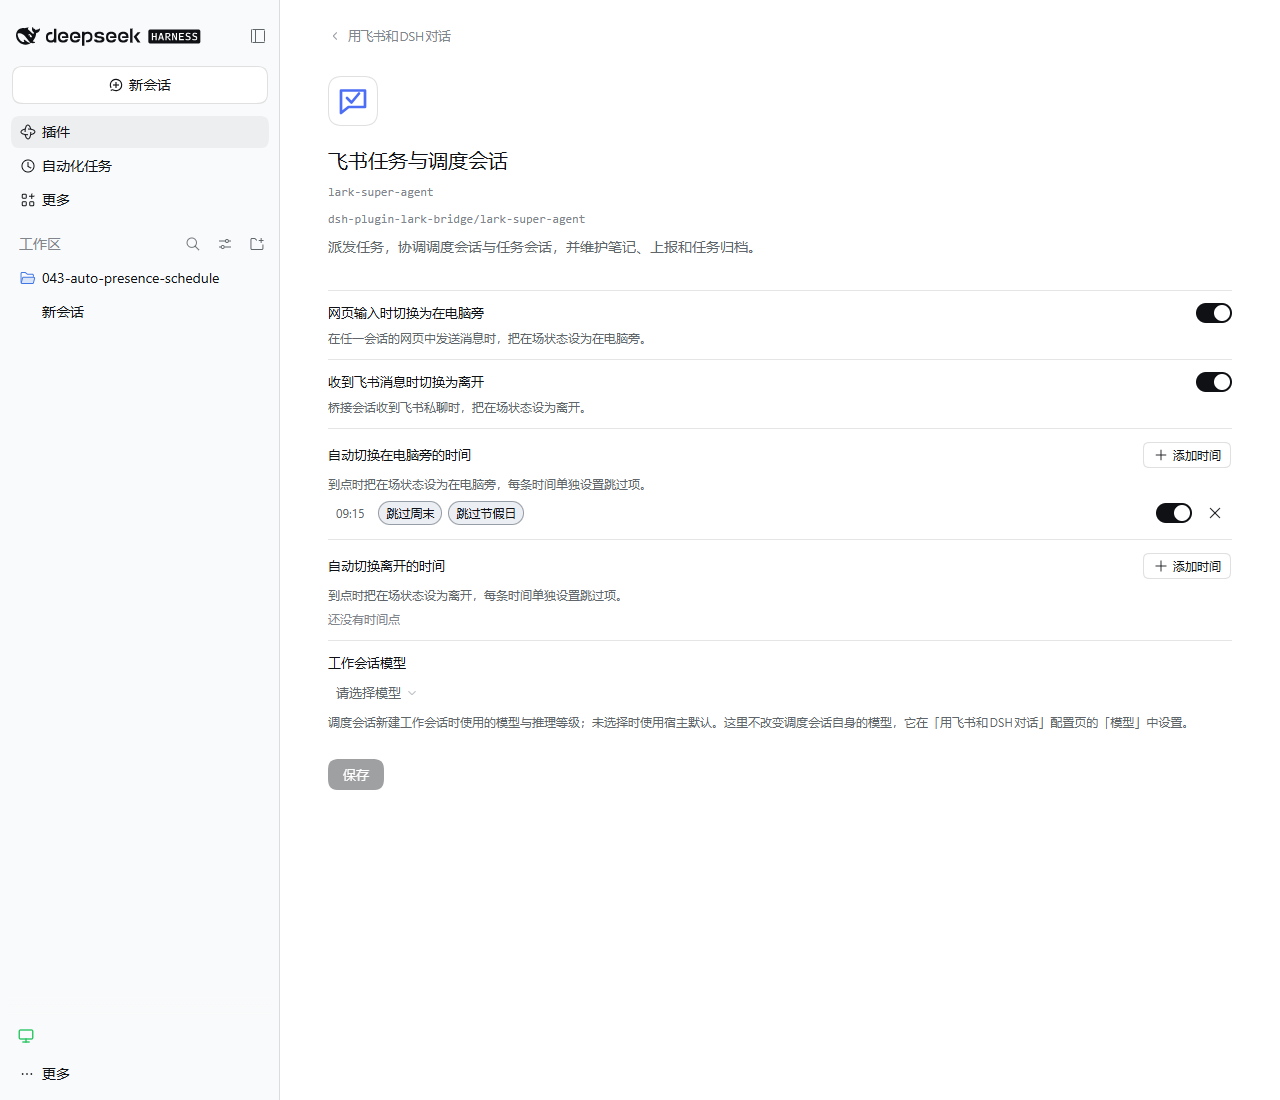 deepseek HARNESS
新会话
插件
自动化任务
更多
工作区
043-auto-presence-schedule
新会话
更多
用飞书和DSH对话
飞书任务与调度会话
lark-super-agent
dsh-plugin-lark-bridge/lark-super-agent
派发任务，协调调度会话与任务会话，并维护笔记、上报和任务归档。
网页输入时切换为在电脑旁
在任一会话的网页中发送消息时，把在场状态设为在电脑旁。
收到飞书消息时切换为离开
桥接会话收到飞书私聊时，把在场状态设为离开。
自动切换在电脑旁的时间
添加时间
到点时把在场状态设为在电脑旁，每条时间单独设置跳过项。
09:15 跳过周末 跳过节假日
自动切换离开的时间
添加时间
到点时把在场状态设为离开，每条时间单独设置跳过项。
还没有时间点
工作会话模型
请选择模型
调度会话新建工作会话时使用的模型与推理等级；未选择时使用宿主默认。这里不改变调度会话自身的模型，它在「用飞书和DSH对话」配置页的「模型」中设置。
保存